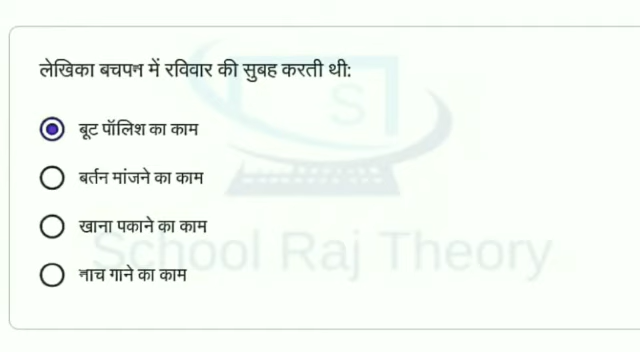 लेखिका बचपन में रविवार की सुबह करती थी:
बूट पॉलिश का काम
बर्तन मांजने का काम
खाना पकाने का काम
नाच गाने का काम
S
School Raj Theory